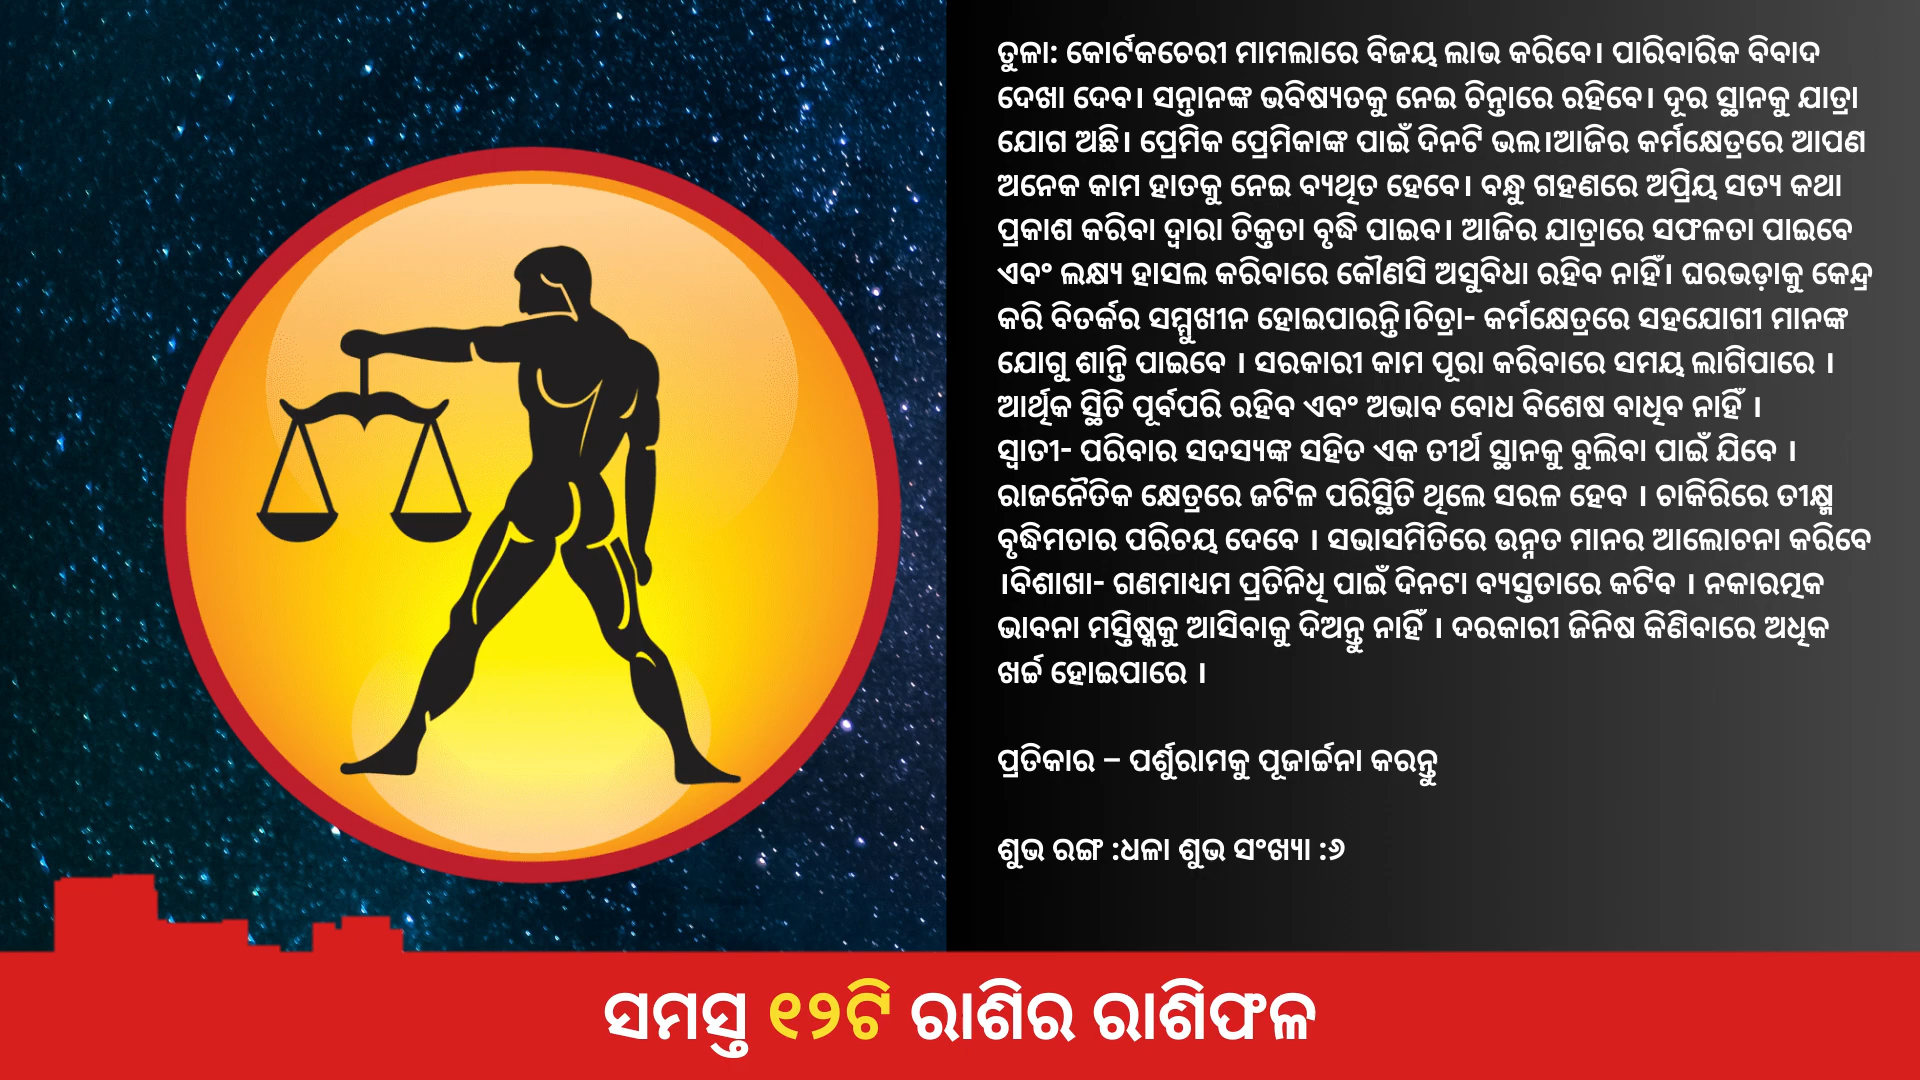 ତୁଳା: କୋର୍ଟକଚେରୀ ମାମଲାରେ ବିଜୟ ଲାଭ କରିବେ। ପାରିବାରିକ ବିବାଦ
ଦେଖା ଦେବ। ସନ୍ତାନଙ୍କ ଭବିଷ୍ୟତକୁ ନେଇ ଚିନ୍ତାରେ ରହିବେ। ଦୂର ସ୍ଥାନକୁ ଯାତ୍ରା
ଯୋଗ ଅଛି। ପ୍ରେମିକ ପ୍ରେମିକାଙ୍କ ପାଇଁ ଦିନଟି ଭଲ।ଆଜିର କର୍ମକ୍ଷେତ୍ରରେ ଆପଣ
ଅନେକ କାମ ହାତକୁ ନେଇ ବ୍ୟଥିତ ହେବେ। ବନ୍ଧୁ ଗହଣରେ ଅପ୍ରିୟ ସତ୍ୟ କଥା
ପ୍ରକାଶ କରିବା ଦ୍ୱାରା ତିକ୍ତତା ବୃଦ୍ଧି ପାଇବ। ଆଜିର ଯାତ୍ରାରେ ସଫଳତା ପାଇବେ
ଏବଂ ଲକ୍ଷ୍ୟ ହାସଲ କରିବାରେ କୌଣସି ଅସୁବିଧା ରହିବ ନାହିଁ। ଘରଭଡ଼ାକୁ କେନ୍ଦ୍ର
କରି ବିତର୍କର ସମ୍ମୁଖୀନ ହୋଇପାରନ୍ତି।ଚିତ୍ରା- କର୍ମକ୍ଷେତ୍ରରେ ସହଯୋଗୀ ମାନଙ୍କ
ଯୋଗୁ ଶାନ୍ତି ପାଇବେ । ସରକାରୀ କାମ ପୂରା କରିବାରେ ସମୟ ଲାଗିପାରେ ।
ଆର୍ଥିକ ସ୍ଥିତି ପୂର୍ବପରି ରହିବ ଏବଂ ଅଭାବ ବୋଧ ବିଶେଷ ବାଧିବ ନାହିଁ ।
ସ୍ୱାତୀ- ପରିବାର ସଦସ୍ୟଙ୍କ ସହିତ ଏକ ତୀର୍ଥ ସ୍ଥାନକୁ ବୁଲିବା ପାଇଁ ଯିବେ ।
ରାଜନୈତିକ କ୍ଷେତ୍ରରେ ଜଟିଳ ପରିସ୍ଥିତି ଥିଲେ ସରଳ ହେବ । ଚାକିରିରେ ତୀକ୍ଷ୍ମ
ବୃଦ୍ଧିମତାର ପରିଚୟ ଦେବେ । ସଭାସମିତିରେ ଉନ୍ନତ ମାନର ଆଲୋଚନା କରିବେ
।ବିଶାଖା- ଗଣମାଧ୍ୟମ ପ୍ରତିନିଧି ପାଇଁ ଦିନଟା ବ୍ୟସ୍ତତାରେ କଟିବ । ନକାରତ୍ମକ
ଭାବନା ମସ୍ତିଷ୍କକୁ ଆସିବାକୁ ଦିଅନ୍ତୁ ନାହିଁ । ଦରକାରୀ ଜିନିଷ କିଣିବାରେ ଅଧିକ
ଖର୍ଚ୍ଚ ହୋଇପାରେ ।
ପ୍ରତିକାର – ପର୍ଶୁରାମକୁ ପୂଜାର୍ଚ୍ଚନା କରନ୍ତୁ
ଶୁଭ ରଙ୍ଗ :ଧଳା ଶୁଭ ସଂଖ୍ୟା :୬
ସମସ୍ତ ୧୨ଟି ରାଶିର ରାଶିଫଳ